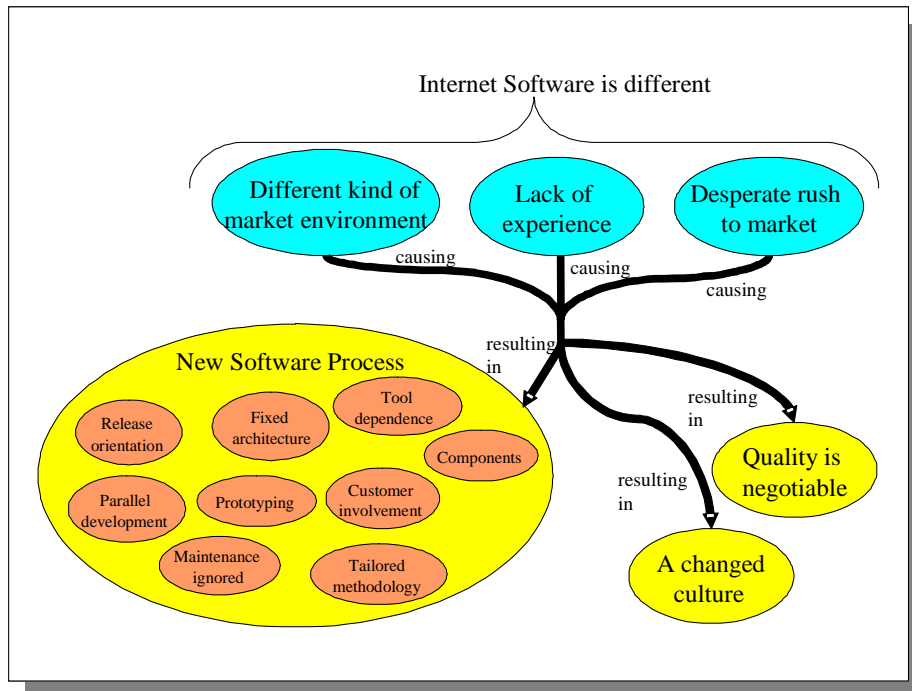 Internet Software is different
Different kind of
market environment
Lack of
experience
Desperate rush
to market
causing
causing
causing
resulting
in
resulting
in
resulting
in
New Software Process
Release
orientation
Fixed
architecture
Tool
dependence
Components
Parallel
development
Prototyping
Customer
involvement
Maintenance
ignored
Tailored
methodology
Quality is
negotiable
A changed
culture